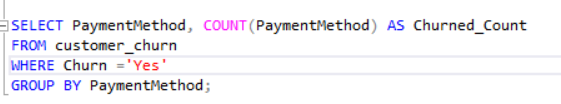 SELECT PaymentMethod, COUNT(PaymentMethod) AS Churned_Count
FROM customer_churn
WHERE Churn ='Yes'
GROUP BY PaymentMethod;